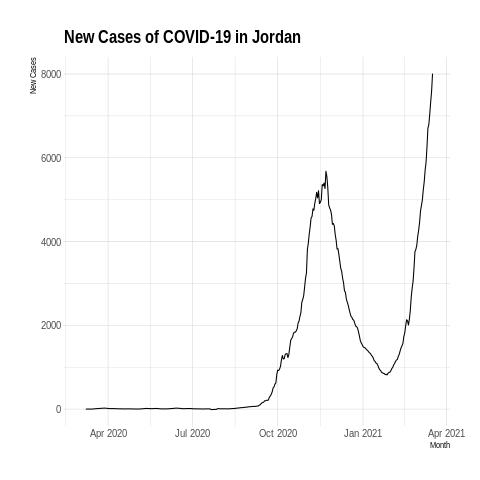 New Cases of COVID-19 in Jordan
New Cases
8000
6000
4000
2000
0
Apr 2020 Jul 2020 Oct 2020 Jan 2021 Apr 2021
Month